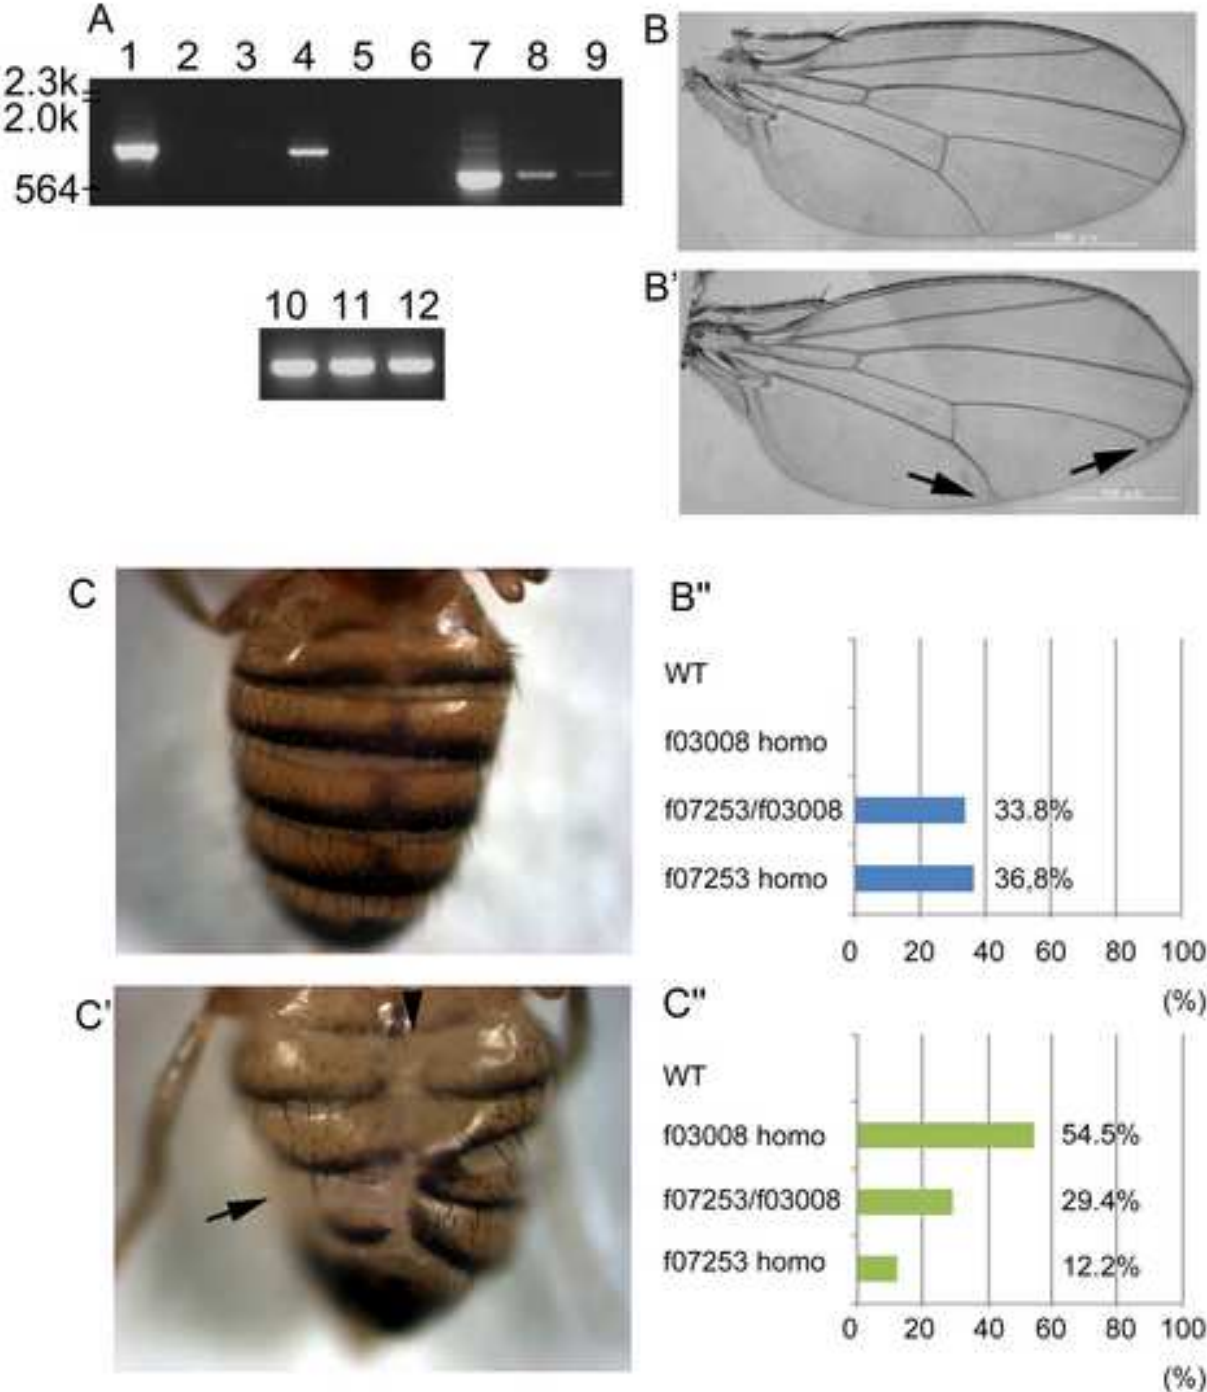 A
1 2 3 4 5 6 7 8 9
2.3k
2.0k
564
10 11 12
B
B'
C
B"
WT
f03008 homo
f07253/f03008 33.8%
f07253 homo 36,8%
0 20 40 60 80 100
(%)
C'
C"
WT
f03008 homo 54.5%
f07253/f03008 29.4%
f07253 homo 12.2%
0 20 40 60 80 100
(%)